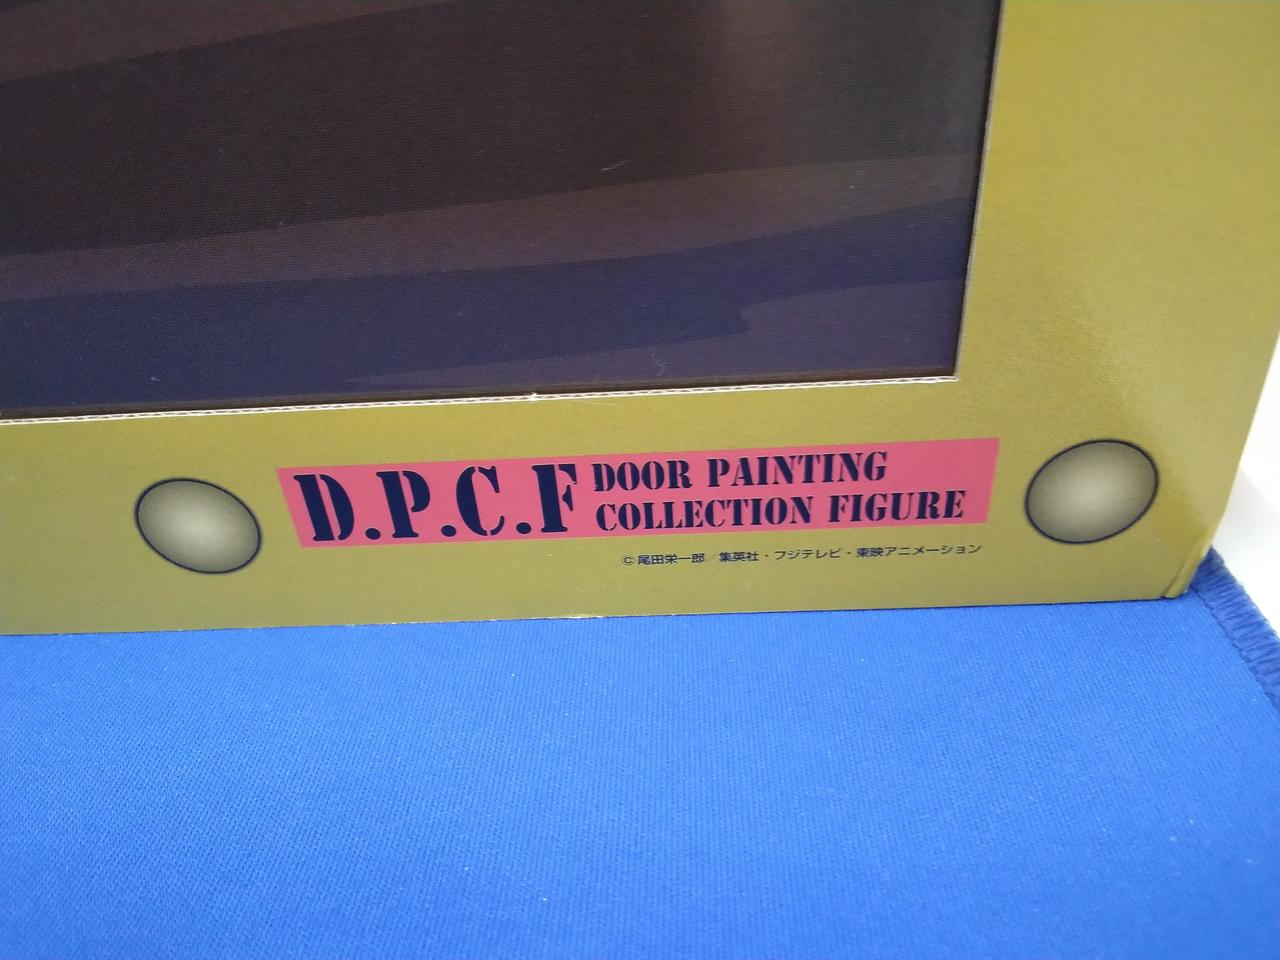 D.P.C.F
DOOR PAINTING
COLLECTION FIGURE
©尾田栄一郎／集英社・フジテレビ・東映アニメーション